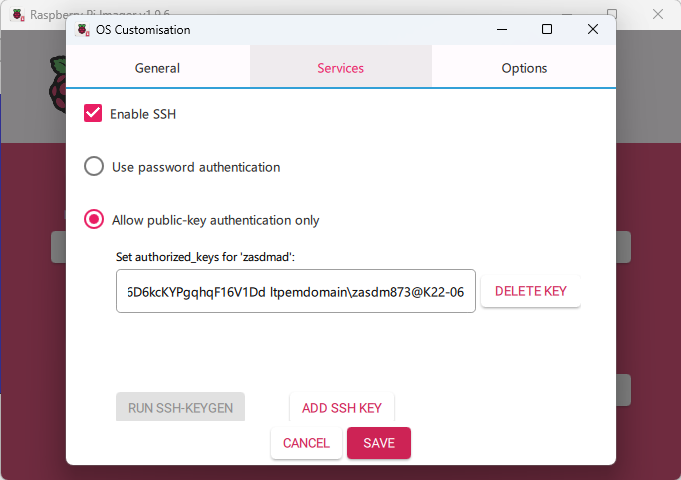 Raspberry Pi Imager v1.9.6
OS Customisation
General Services Options
Enable SSH
Use password authentication
Allow public-key authentication only
Set authorized_keys for 'zasdmad':
6D6kcKYPgqhqF16V1Dd ltpemdomain\zasdm873@K22-06
DELETE KEY
RUN SSH-KEYGEN ADD SSH KEY
CANCEL SAVE